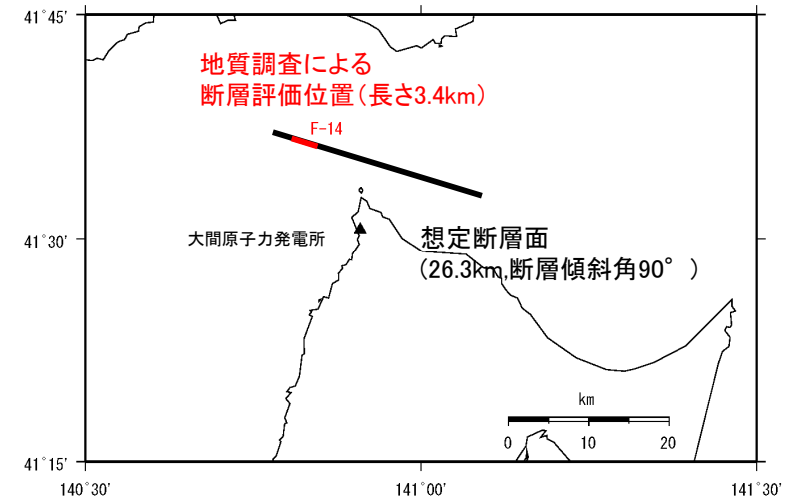 41°45'
地質調査による
断層評価位置(長さ3.4km)
F-14
41°30'
大間原子力発電所
▲
想定断層面
(26.3km,断層傾斜角90°)
km
0 10 20
41°15'
140°30' 141°00' 141°30'